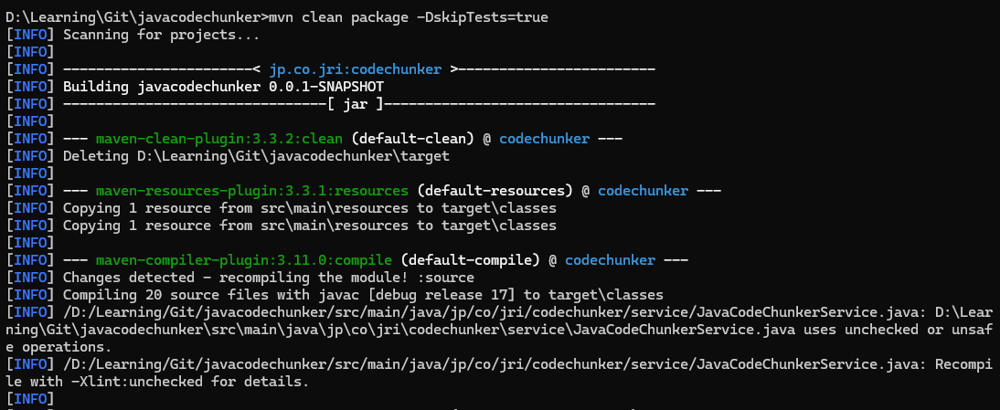 D:\Learning\Git\javacodechunker>mvn clean package -DskipTests=true
[INFO] Scanning for projects...
[INFO]
[INFO] -----------------------< jp.co.jri:codechunker >------------------------
[INFO] Building javacodechunker 0.0.1-SNAPSHOT
[INFO] --------------------------------[ jar ]---------------------------------
[INFO]
[INFO] --- maven-clean-plugin:3.3.2:clean (default-clean) @ codechunker ---
[INFO] Deleting D:\Learning\Git\javacodechunker\target
[INFO]
[INFO] --- maven-resources-plugin:3.3.1:resources (default-resources) @ codechunker ---
[INFO] Copying 1 resource from src\main\resources to target\classes
[INFO] Copying 1 resource from src\main\resources to target\classes
[INFO]
[INFO] --- maven-compiler-plugin:3.11.0:compile (default-compile) @ codechunker ---
[INFO] Changes detected - recompiling the module! :source
[INFO] Compiling 20 source files with javac [debug release 17] to target\classes
[INFO] /D:/Learning/Git/javacodechunker/src/main/java/jp/co/jri/codechunker/service/JavaCodeChunkerService.java: D:\Lear
ning\Git\javacodechunker\src\main\java\jp\co\jri\codechunker\service\JavaCodeChunkerService.java uses unchecked or unsaf
e operations.
[INFO] /D:/Learning/Git/javacodechunker/src/main/java/jp/co/jri/codechunker/service/JavaCodeChunkerService.java: Recompi
le with -Xlint:unchecked for details.
[INFO]